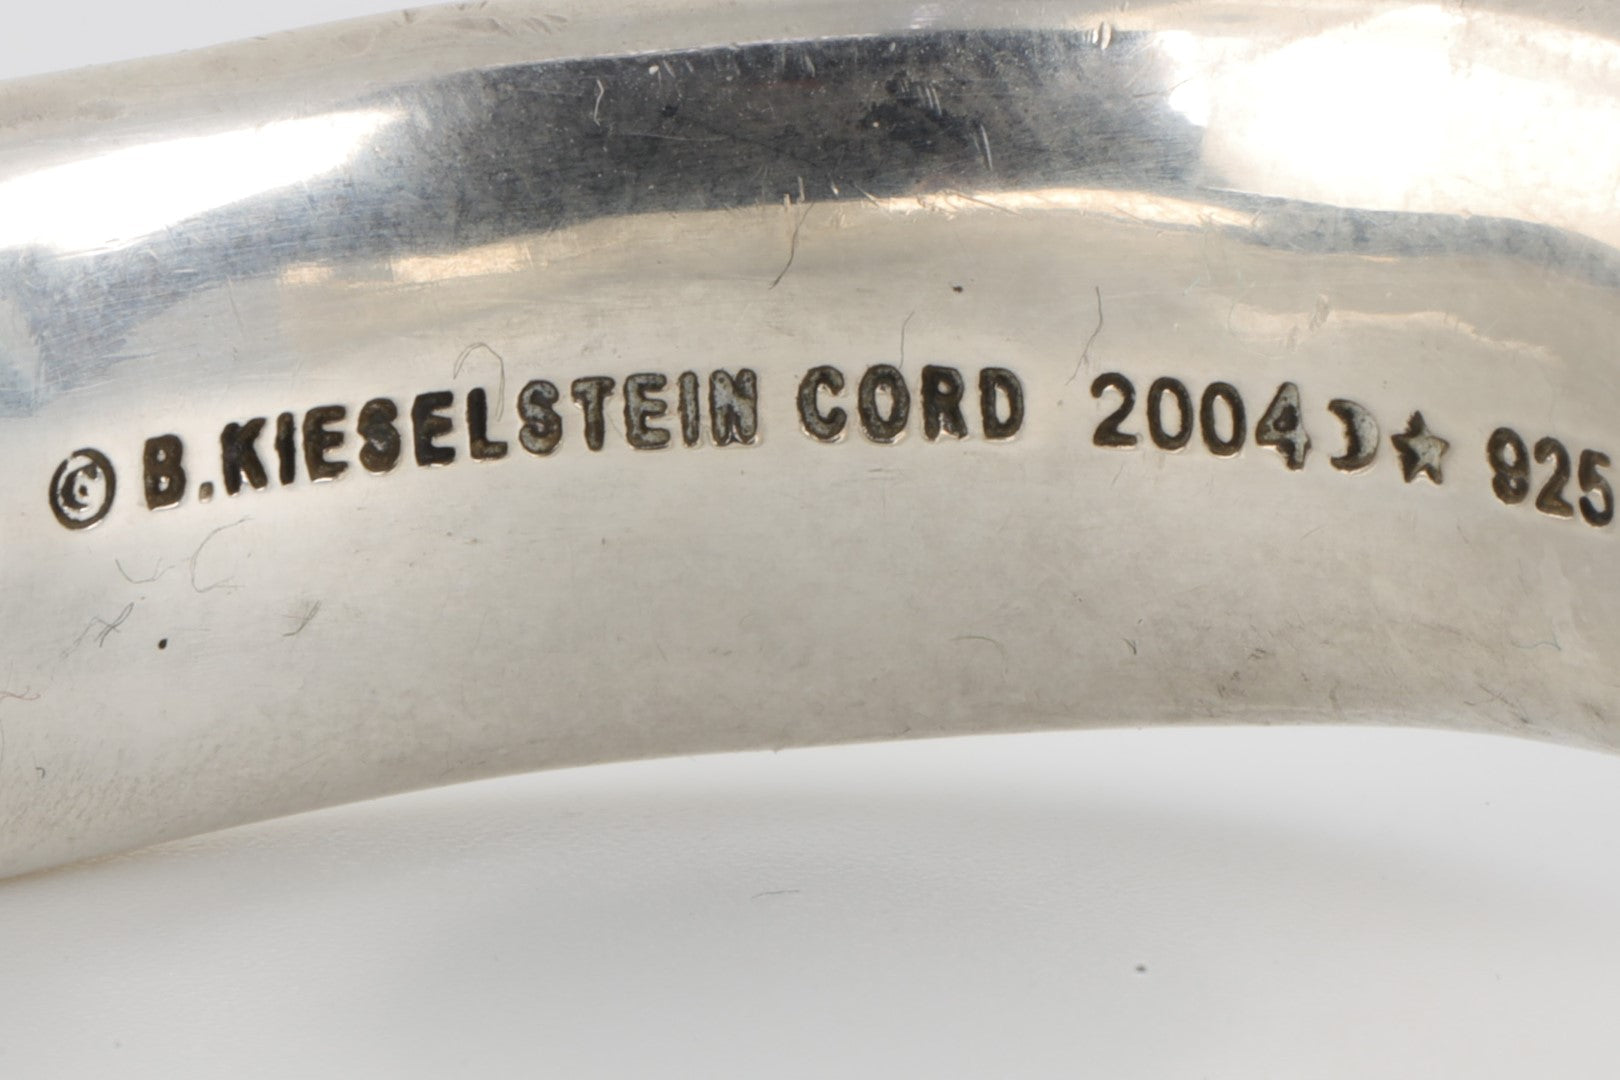 © B.KIESELSTEIN CORD 2004☽★ 925